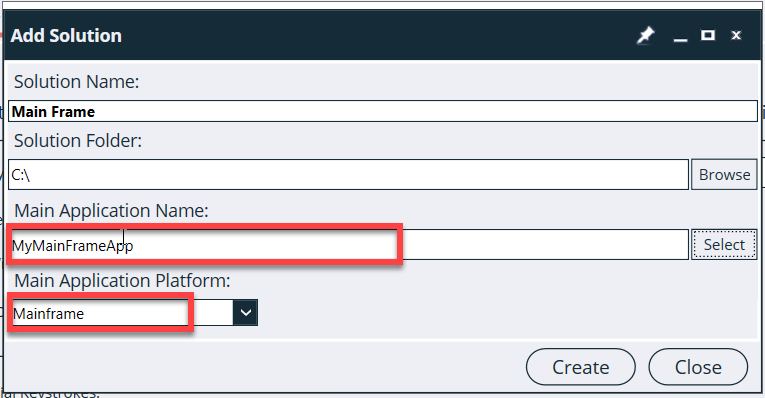 Add Solution
Solution Name:
Main Frame
Solution Folder:
C:\
Browse
Main Application Name:
MyMainFrameApp
Select
Main Application Platform:
Mainframe
Create
Close
Keystrokes.